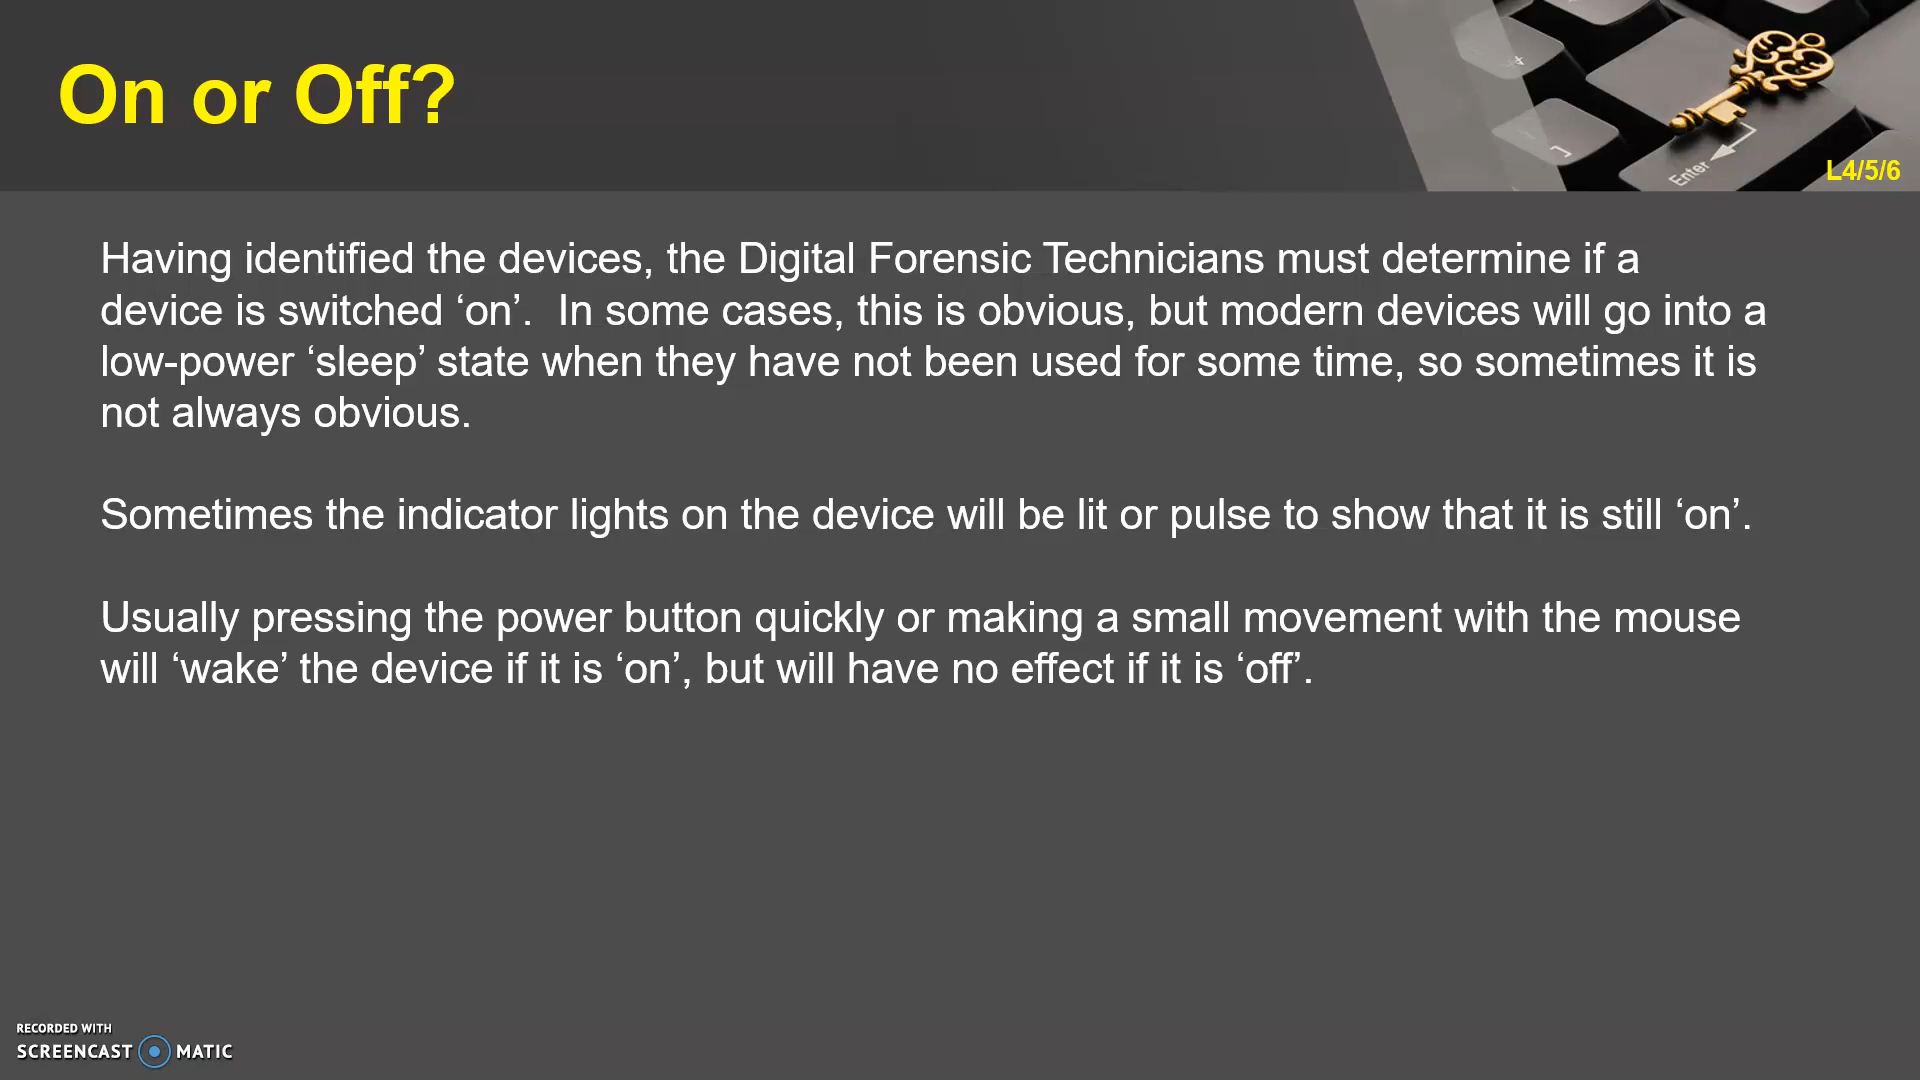 On or Off?
Enter
L4/5/6
Having identified the devices, the Digital Forensic Technicians must determine if a
device is switched ‘on’.  In some cases, this is obvious, but modern devices will go into a
low-power ‘sleep’ state when they have not been used for some time, so sometimes it is
not always obvious.
Sometimes the indicator lights on the device will be lit or pulse to show that it is still ‘on’.
Usually pressing the power button quickly or making a small movement with the mouse
will ‘wake’ the device if it is ‘on’, but will have no effect if it is ‘off’.
RECORDED WITH
SCREENCAST MATIC